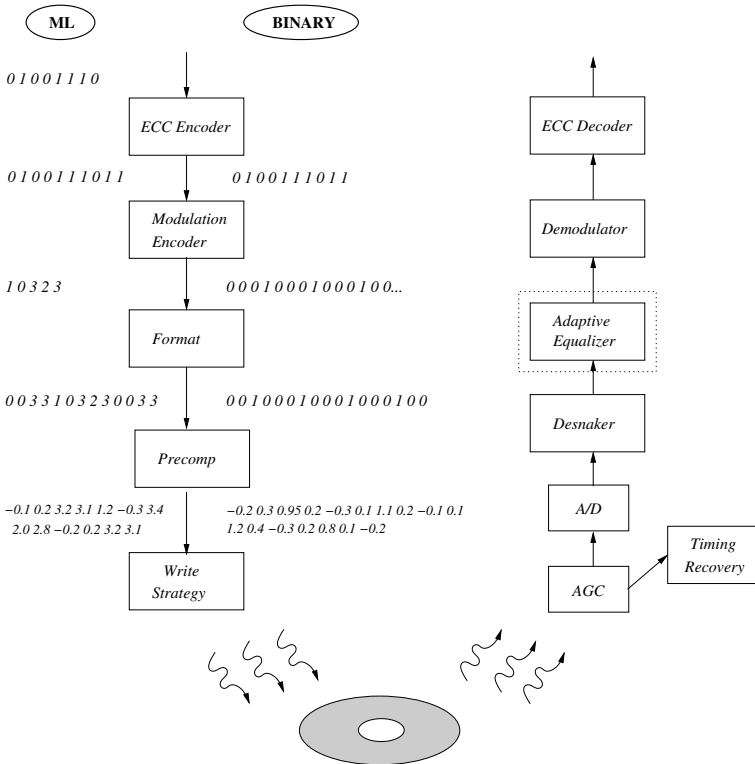 ML
BINARY
0 1 0 0 1 1 1 0
ECC Encoder
ECC Decoder
0 1 0 0 1 1 1 0 1 1
0 1 0 0 1 1 1 0 1 1
Modulation
Encoder
Demodulator
1 0 3 2 3
0 0 0 1 0 0 0 1 0 0 0 1 0 0...
Format
Adaptive
Equalizer
0 0 3 3 1 0 3 2 3 0 0 3 3
0 0 1 0 0 0 1 0 0 0 1 0 0 0 1 0 0
Desnaker
Precomp
−0.1 0.2 3.2 3.1 1.2 −0.3 3.4
2.0 2.8 −0.2 0.2 3.2 3.1
−0.2 0.3 0.95 0.2 −0.3 0.1 1.1 0.2 −0.1 0.1
1.2 0.4 −0.3 0.2 0.8 0.1 −0.2
A/D
Write
Strategy
AGC
Timing
Recovery